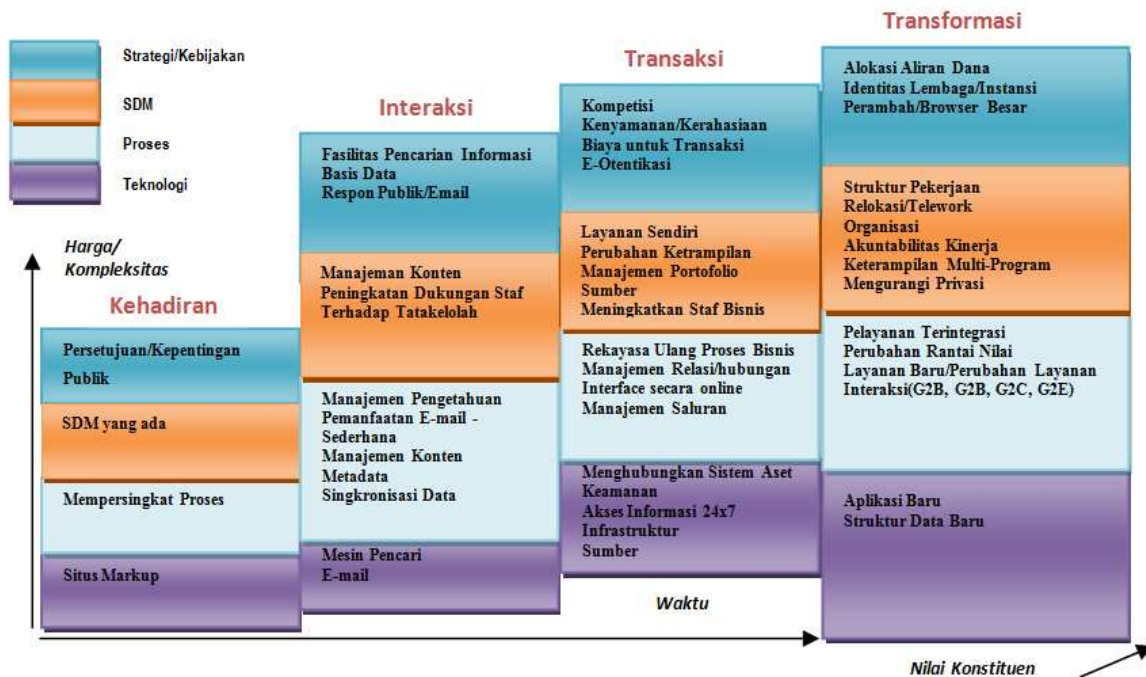 Strategi/Kebijakan
SDM
Proses
Teknologi
Harga/
Kompleksitas
Kehadiran
Persetujuan/Kepentingan
Publik
SDM yang ada
Mempersingkat Proses
Situs Markup
Interaksi
Fasilitas Pencarian Informasi
Basis Data
Respon Publik/Email
Manajeman Konten
Peningkatan Dukungan Staf
Terhadap Tatakelolah
Manajemen Pengetahuan
Pemanfaatan E-mail -
Sederhana
Manajemen Konten
Metadata
Singkronisasi Data
Mesin Pencari
E-mail
Transaksi
Kompetisi
Kenyamanan/Kerahasiaan
Biaya untuk Transaksi
E-Otentikasi
Layanan Sendiri
Perubahan Ketrampilan
Manajemen Portofolio
Sumber
Meningkatkan Staf Bisnis
Rekayasa Ulang Proses Bisnis
Manajemen Relasi/hubungan
Interface secara online
Manajemen Saluran
Menghubungkan Sistem Aset
Keamanan
Akses Informasi 24x7
Infrastruktur
Sumber
Transformasi
Alokasi Aliran Dana
Identitas Lembaga/Instansi
Perambah/Browser Besar
Struktur Pekerjaan
Relokasi/Telework
Organisasi
Akuntabilitas Kinerja
Keterampilan Multi-Program
Mengurangi Privasi
Pelayanan Terintegrasi
Perubahan Rantai Nilai
Layanan Baru/Perubahan Layanan
Interaksi(G2B, G2B, G2C, G2E)
Aplikasi Baru
Struktur Data Baru
Waktu
Nilai Konstituen